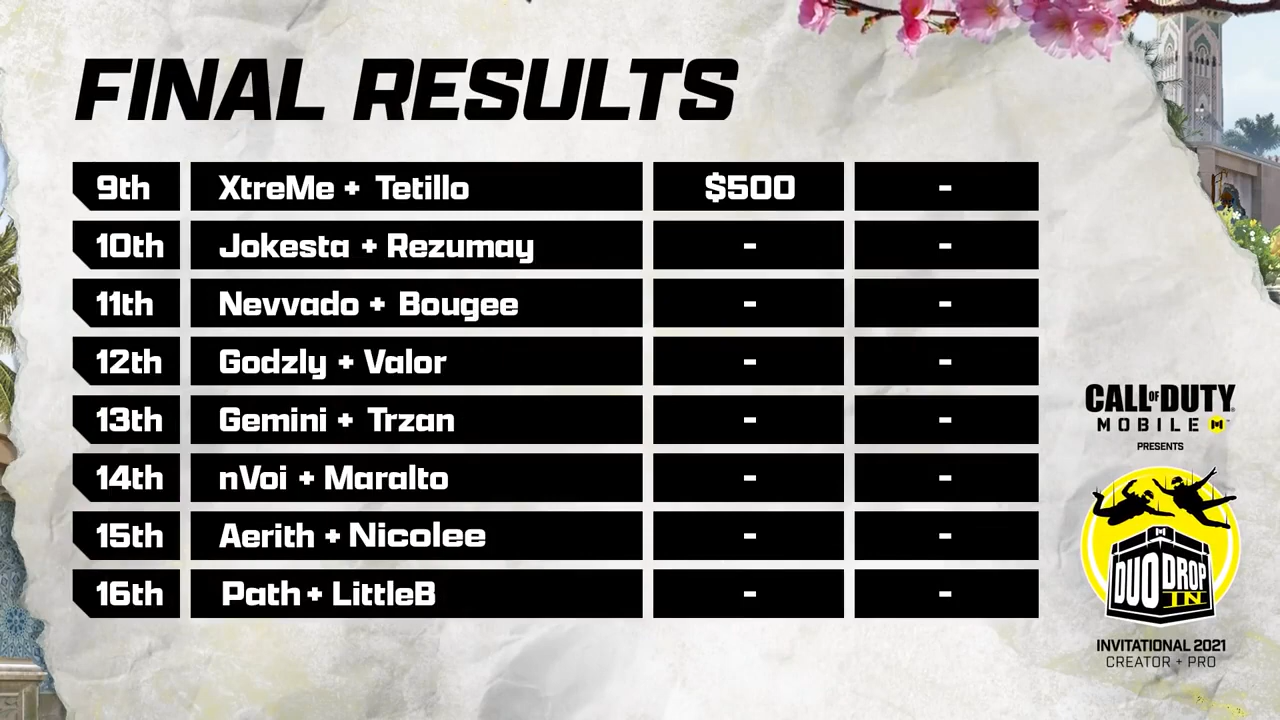 FINAL RESULTS
9th XtreMe + Tetillo $500 -
10th Jokesta + Rezumay - -
11th Nevvado + Bougee - -
12th Godzly + Valor - -
13th Gemini + Trzan - -
14th nVoi + Maralto - -
15th Aerith + Nicolee - -
16th Path + LittleB - -
CALL OF DUTY
MOBILE M
PRESENTS
DUO DROP
IN
INVITATIONAL 2021
CREATOR + PRO